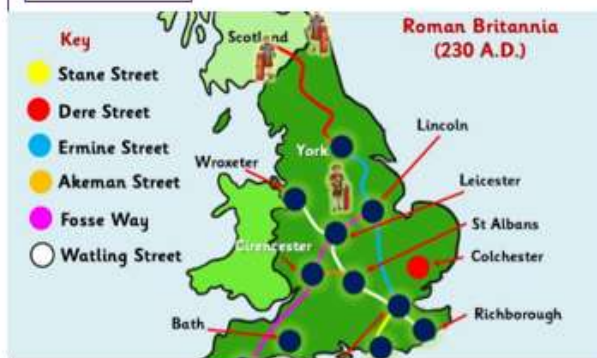 Roman Britannia
(230 A.D.)
Key
Stane Street
Dere Street
Ermine Street
Akeman Street
Fosse Way
Watling Street
Scotland
York
Lincoln
Wroxeter
Leicester
St Albans
Cirencester
Colchester
Bath
Richborough